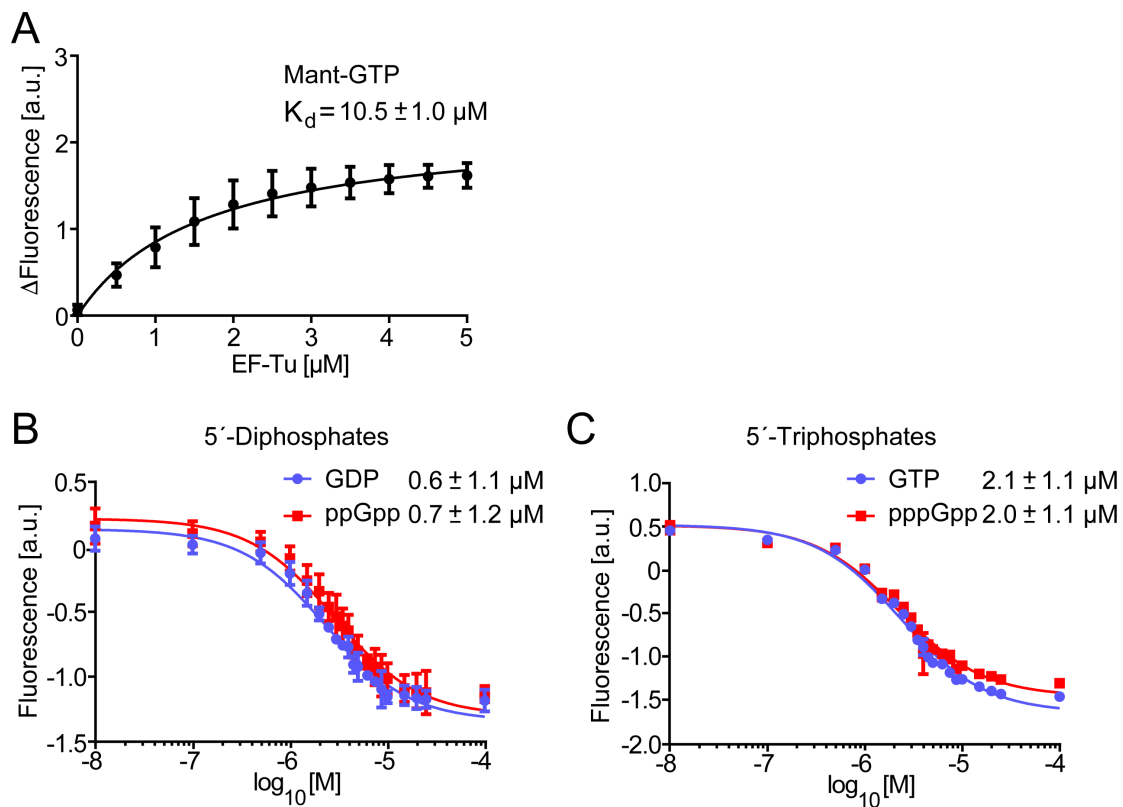 A
ΔFluorescence [a.u.]
3
2
1
0
Mant-GTP
Kd = 10.5 ± 1.0 µM
0 1 2 3 4 5
EF-Tu [µM]
B
5´-Diphosphates
GDP 0.6 ± 1.1 µM
ppGpp 0.7 ± 1.2 µM
Fluorescence [a.u.]
0.5
0
-0.5
-1.0
-1.5
-8 -7 -6 -5 -4
log10[M]
C
5´-Triphosphates
GTP 2.1 ± 1.1 µM
pppGpp 2.0 ± 1.1 µM
Fluorescence [a.u.]
1.0
0.5
0
-0.5
-1.0
-1.5
-2.0
-8 -7 -6 -5 -4
log10[M]